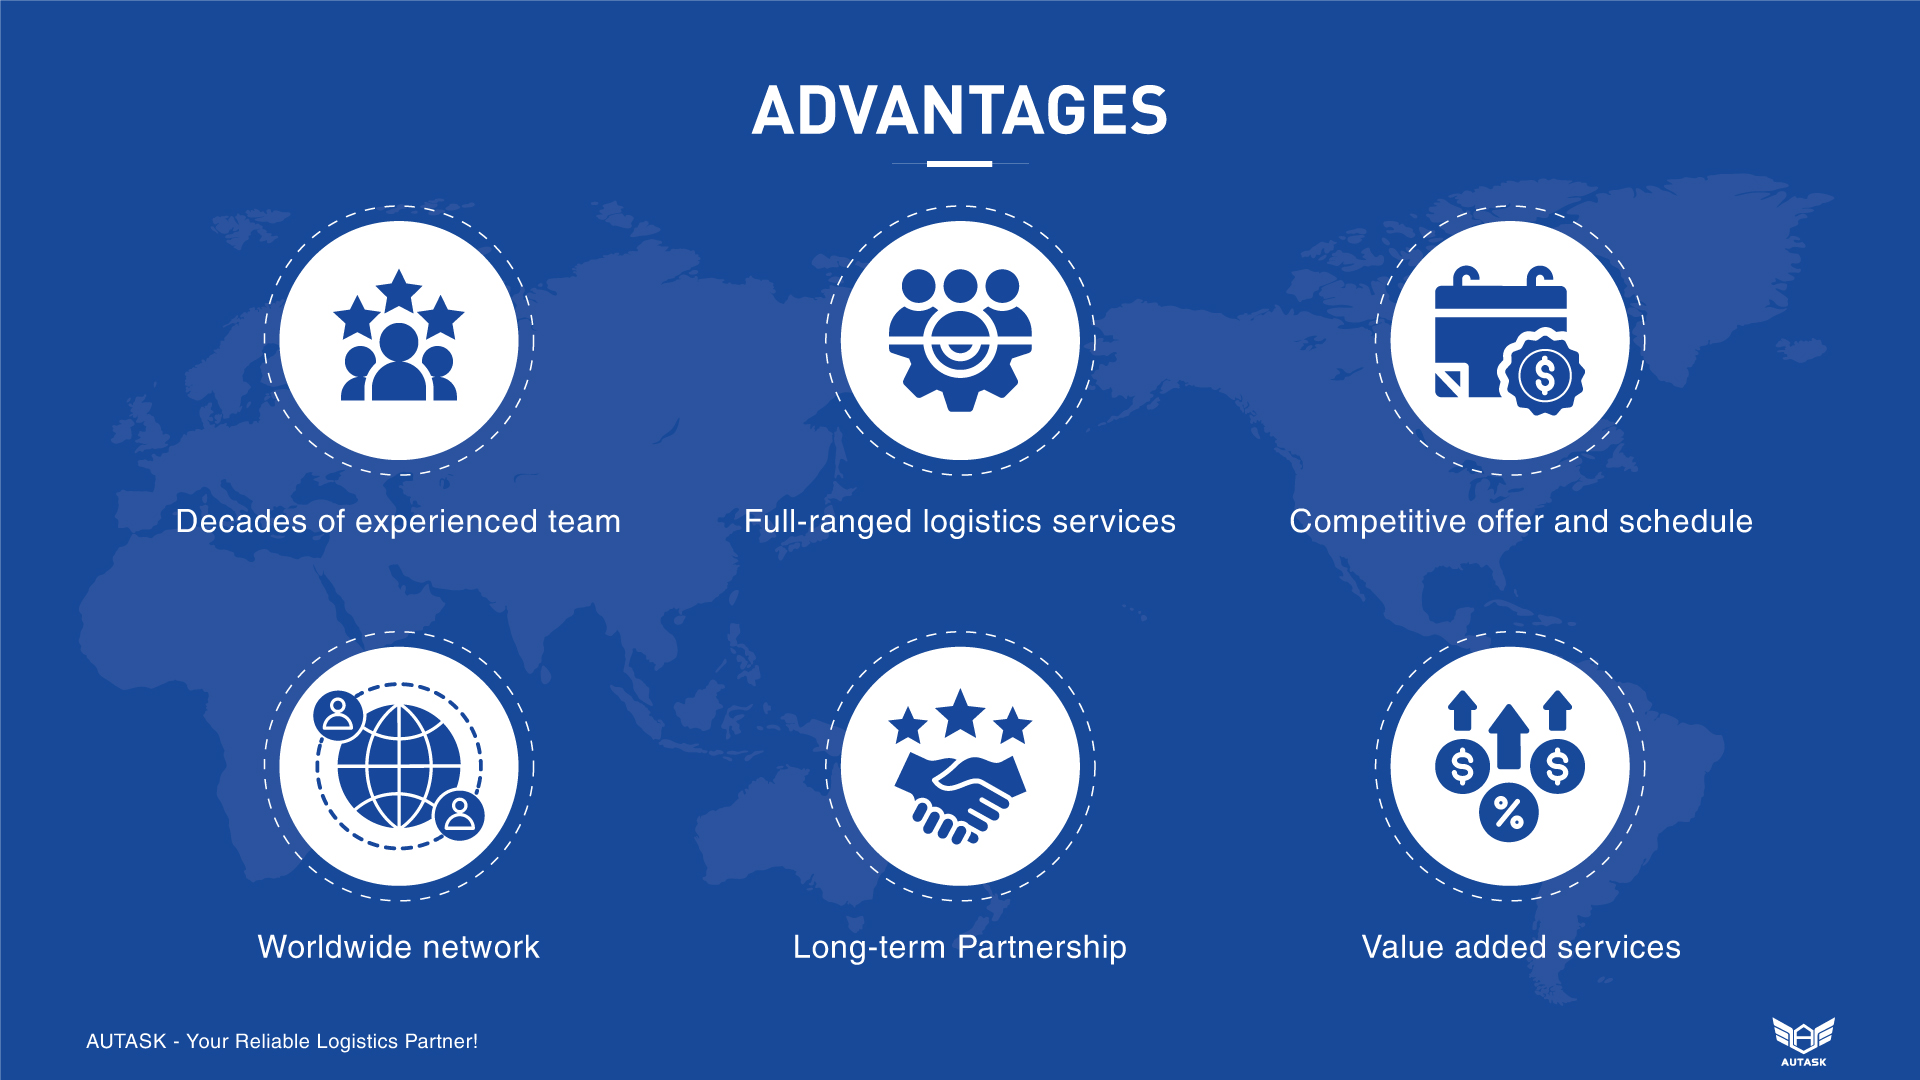 ADVANTAGES
Decades of experienced team
Full-ranged logistics services
Competitive offer and schedule
$
Worldwide network
Long-term Partnership
Value added services
$ $
%
AUTASK - Your Reliable Logistics Partner!
AUTASK